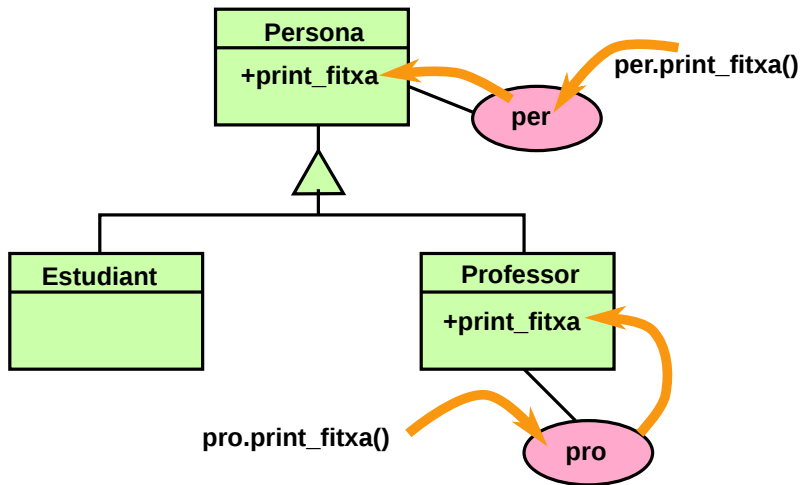 Persona
+print_fitxa
per.print_fitxa()
per
Estudiant
Professor
+print_fitxa
pro.print_fitxa()
pro